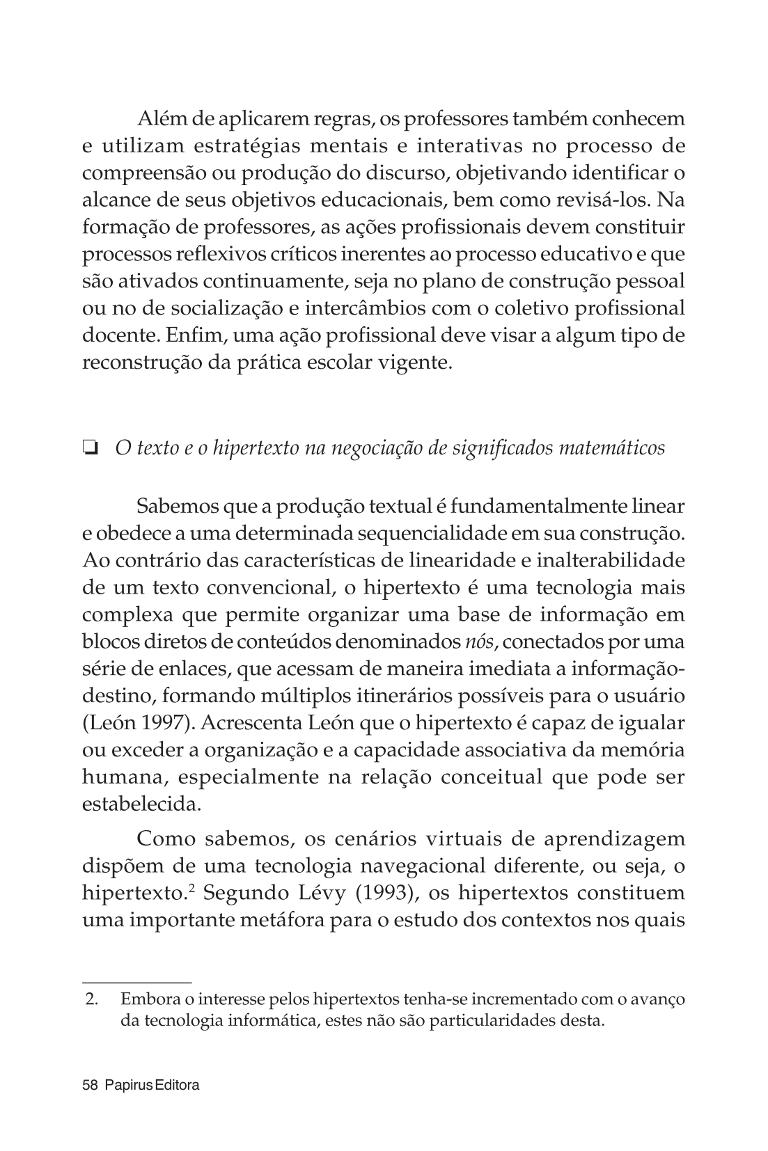 Além de aplicarem regras, os professores também conhecem
e utilizam estratégias mentais e interativas no processo de
compreensão ou produção do discurso, objetivando identificar o
alcance de seus objetivos educacionais, bem como revisá-los. Na
formação de professores, as ações profissionais devem constituir
processos reflexivos críticos inerentes ao processo educativo e que
são ativados continuamente, seja no plano de construção pessoal
ou no de socialização e intercâmbios com o coletivo profissional
docente. Enfim, uma ação profissional deve visar a algum tipo de
reconstrução da prática escolar vigente.
❏ O texto e o hipertexto na negociação de significados matemáticos
Sabemos que a produção textual é fundamentalmente linear
e obedece a uma determinada sequencialidade em sua construção.
Ao contrário das características de linearidade e inalterabilidade
de um texto convencional, o hipertexto é uma tecnologia mais
complexa que permite organizar uma base de informação em
blocos diretos de conteúdos denominados nós, conectados por uma
série de enlaces, que acessam de maneira imediata a informação-
destino, formando múltiplos itinerários possíveis para o usuário
(León 1997). Acrescenta León que o hipertexto é capaz de igualar
ou exceder a organização e a capacidade associativa da memória
humana, especialmente na relação conceitual que pode ser
estabelecida.
Como sabemos, os cenários virtuais de aprendizagem
dispõem de uma tecnologia navegacional diferente, ou seja, o
hipertexto.² Segundo Lévy (1993), os hipertextos constituem
uma importante metáfora para o estudo dos contextos nos quais
2. Embora o interesse pelos hipertextos tenha-se incrementado com o avanço
da tecnologia informática, estes não são particularidades desta.
58 Papirus Editora